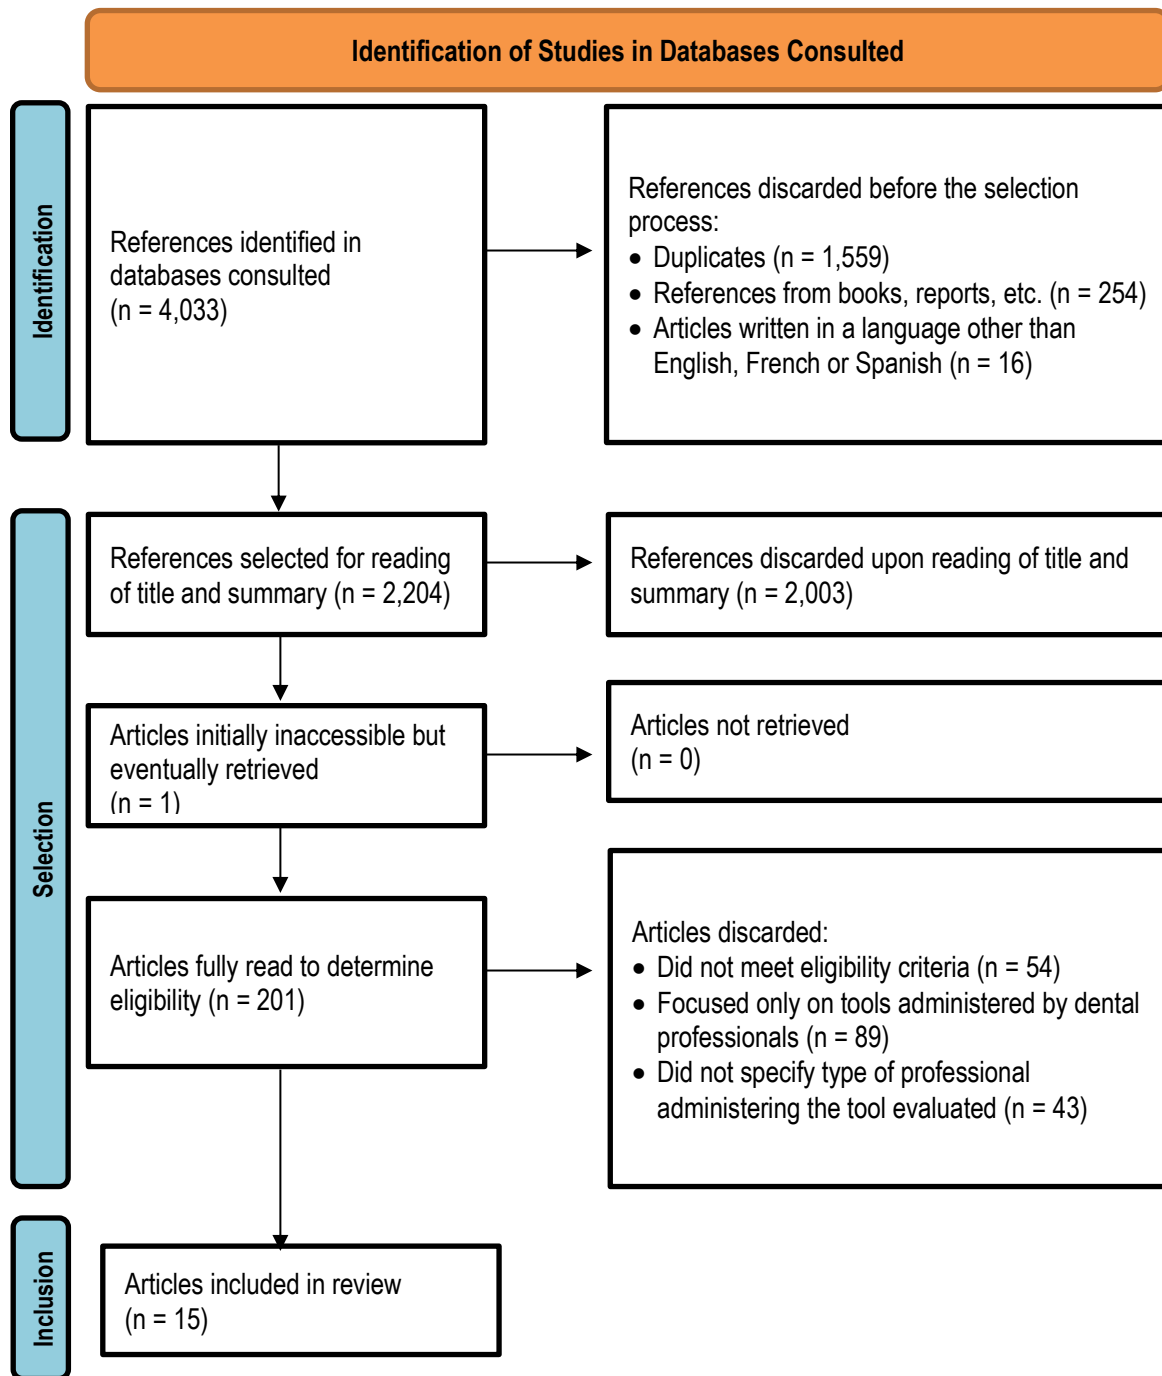 Identification of Studies in Databases Consulted
Identification
References identified in
databases consulted
(n = 4,033)
References discarded before the selection
process:
• Duplicates (n = 1,559)
• References from books, reports, etc. (n = 254)
• Articles written in a language other than
English, French or Spanish (n = 16)
Selection
References selected for reading
of title and summary (n = 2,204)
References discarded upon reading of title and
summary (n = 2,003)
Articles initially inaccessible but
eventually retrieved
(n = 1)
Articles not retrieved
(n = 0)
Articles fully read to determine
eligibility (n = 201)
Articles discarded:
• Did not meet eligibility criteria (n = 54)
• Focused only on tools administered by dental
professionals (n = 89)
• Did not specify type of professional
administering the tool evaluated (n = 43)
Inclusion
Articles included in review
(n = 15)